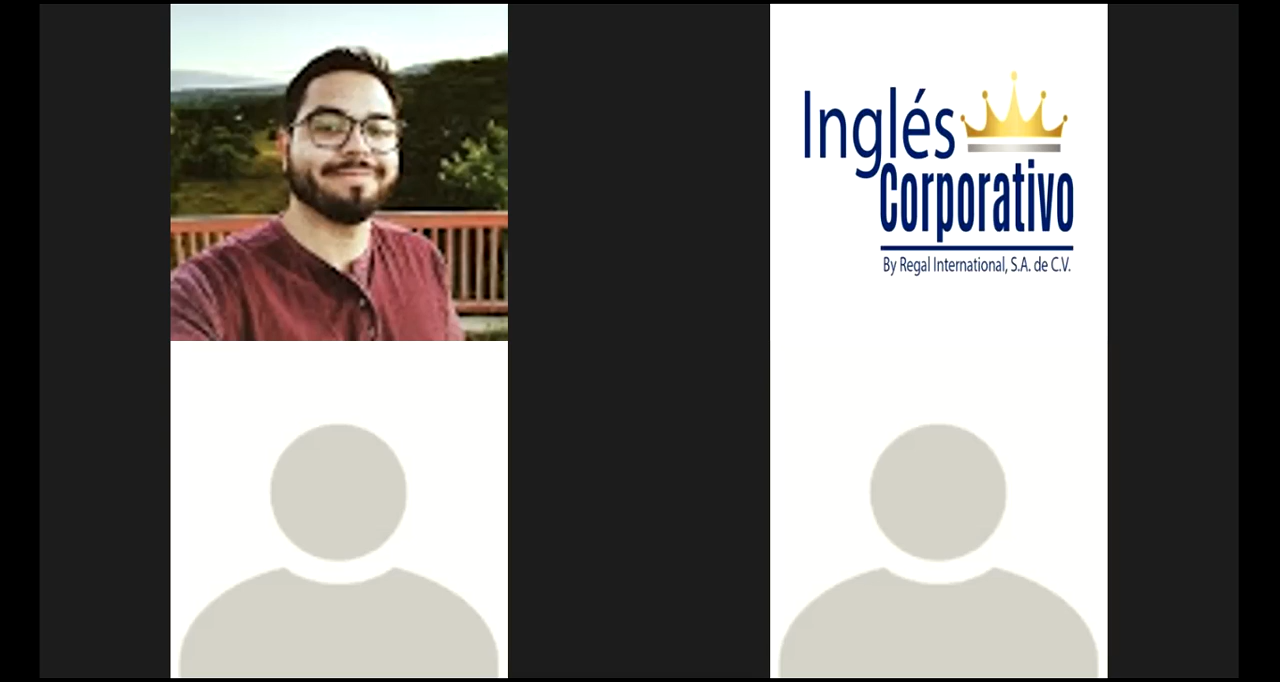 Inglés
Corporativo
By Regal International, S.A. de C.V.